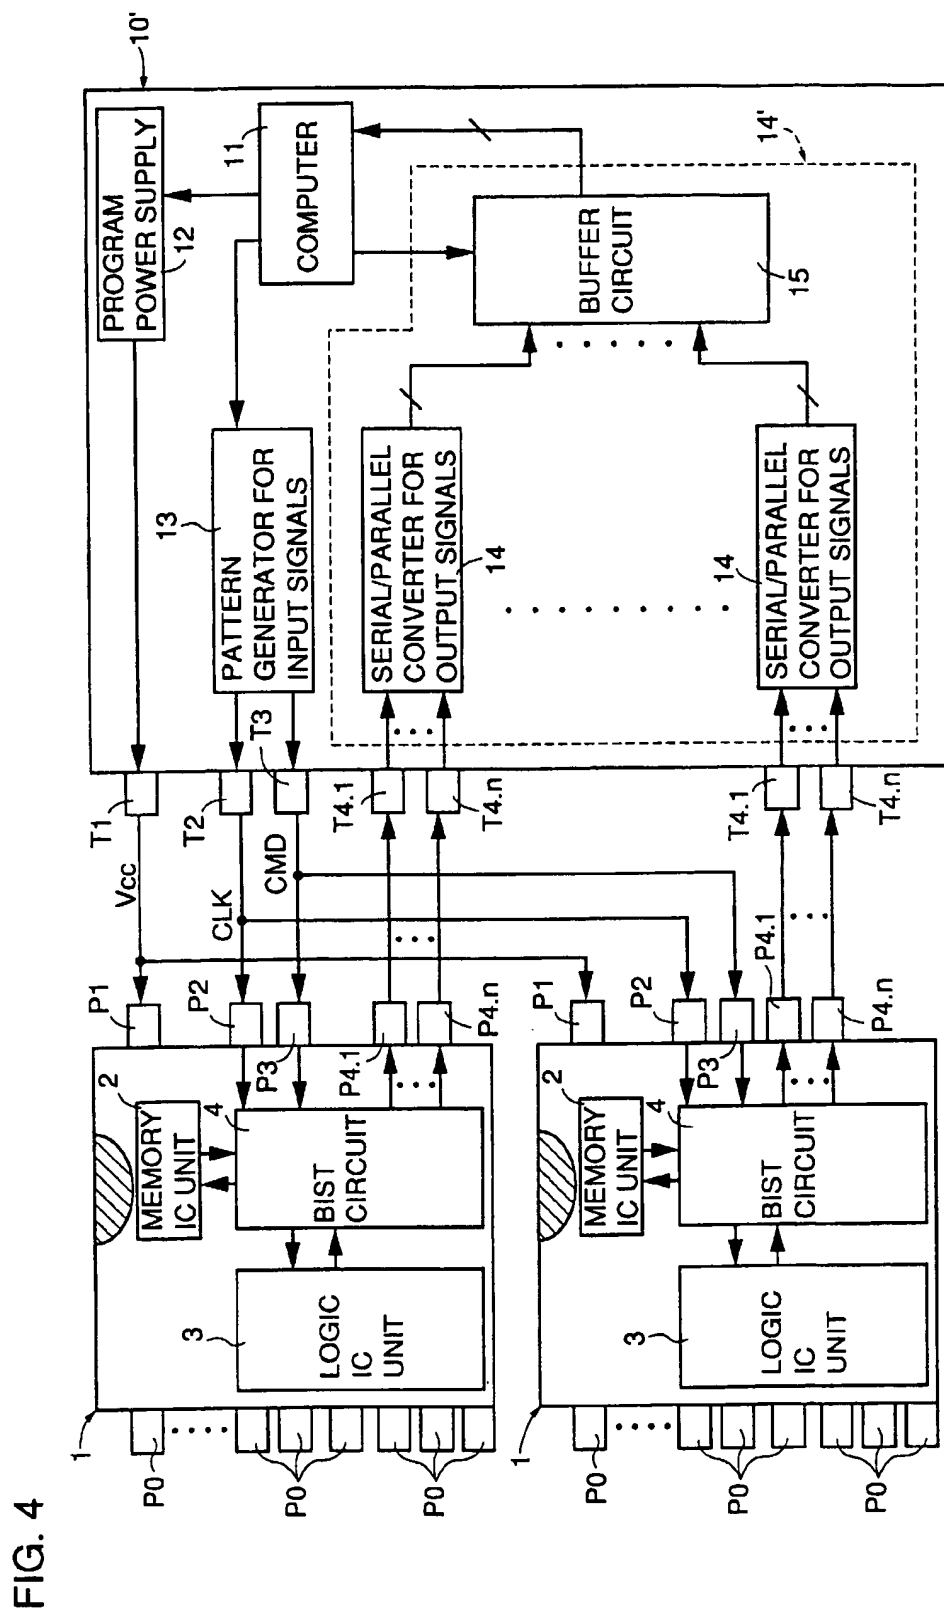 FIG. 4
10'
PROGRAM
POWER SUPPLY
12
11
COMPUTER
14'
13
PATTERN
GENERATOR FOR
INPUT SIGNALS
BUFFER
CIRCUIT
15
SERIAL/PARALLEL
CONVERTER FOR
OUTPUT SIGNALS
14
SERIAL/PARALLEL
CONVERTER FOR
OUTPUT SIGNALS
14
T1
T2
T3
T4.1
T4.n
T4.1
T4.n
Vcc
CLK
CMD
P1
P2
P3
P4.1
P4.n
P1
P2
P3
P4.1
P4.n
1
2
MEMORY
IC UNIT
4
BIST
CIRCUIT
3
LOGIC
IC
UNIT
P0
P0
P0
1
2
MEMORY
IC UNIT
4
BIST
CIRCUIT
3
LOGIC
IC
UNIT
P0
P0
P0